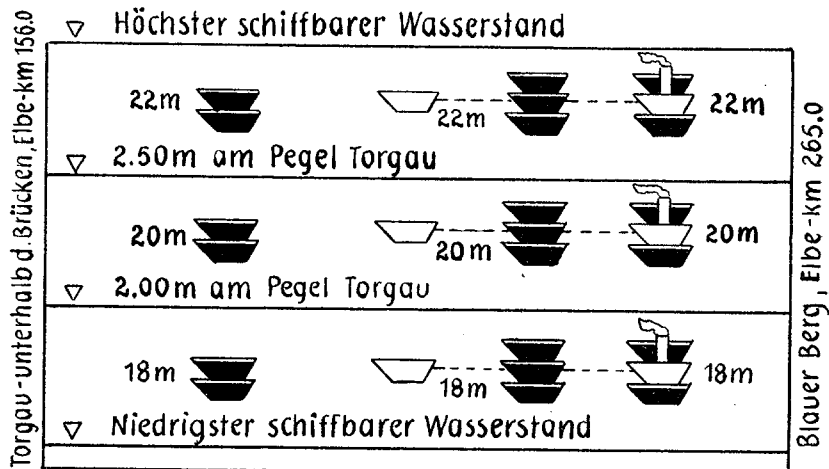 Höchster schiffbarer Wasserstand
Torgau-unterhalb d. Brücken, Elbe-km 156.0
22m
22m
22m
2.50m am Pegel Torgau
20m
20m
20m
2.00m am Pegel Torgau
18m
18m
18m
Niedrigster schiffbarer Wasserstand
Blauer Berg, Elbe-km 265.0